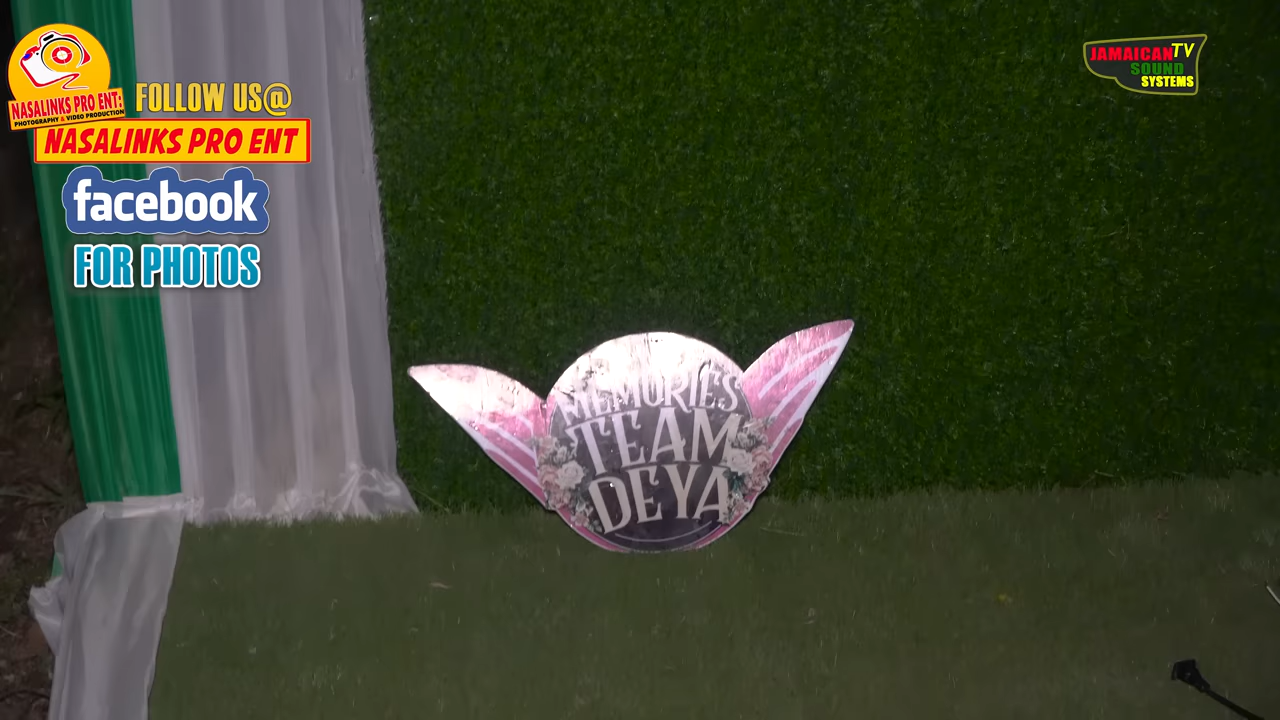 NASALINKS PRO ENT:
PHOTOGRAPHY & VIDEO PRODUCTION
FOLLOW US@
NASALINKS PRO ENT
facebook
FOR PHOTOS
JAMAICAN TV
SOUND
SYSTEMS
MEMORIES
TEAM
DEYA